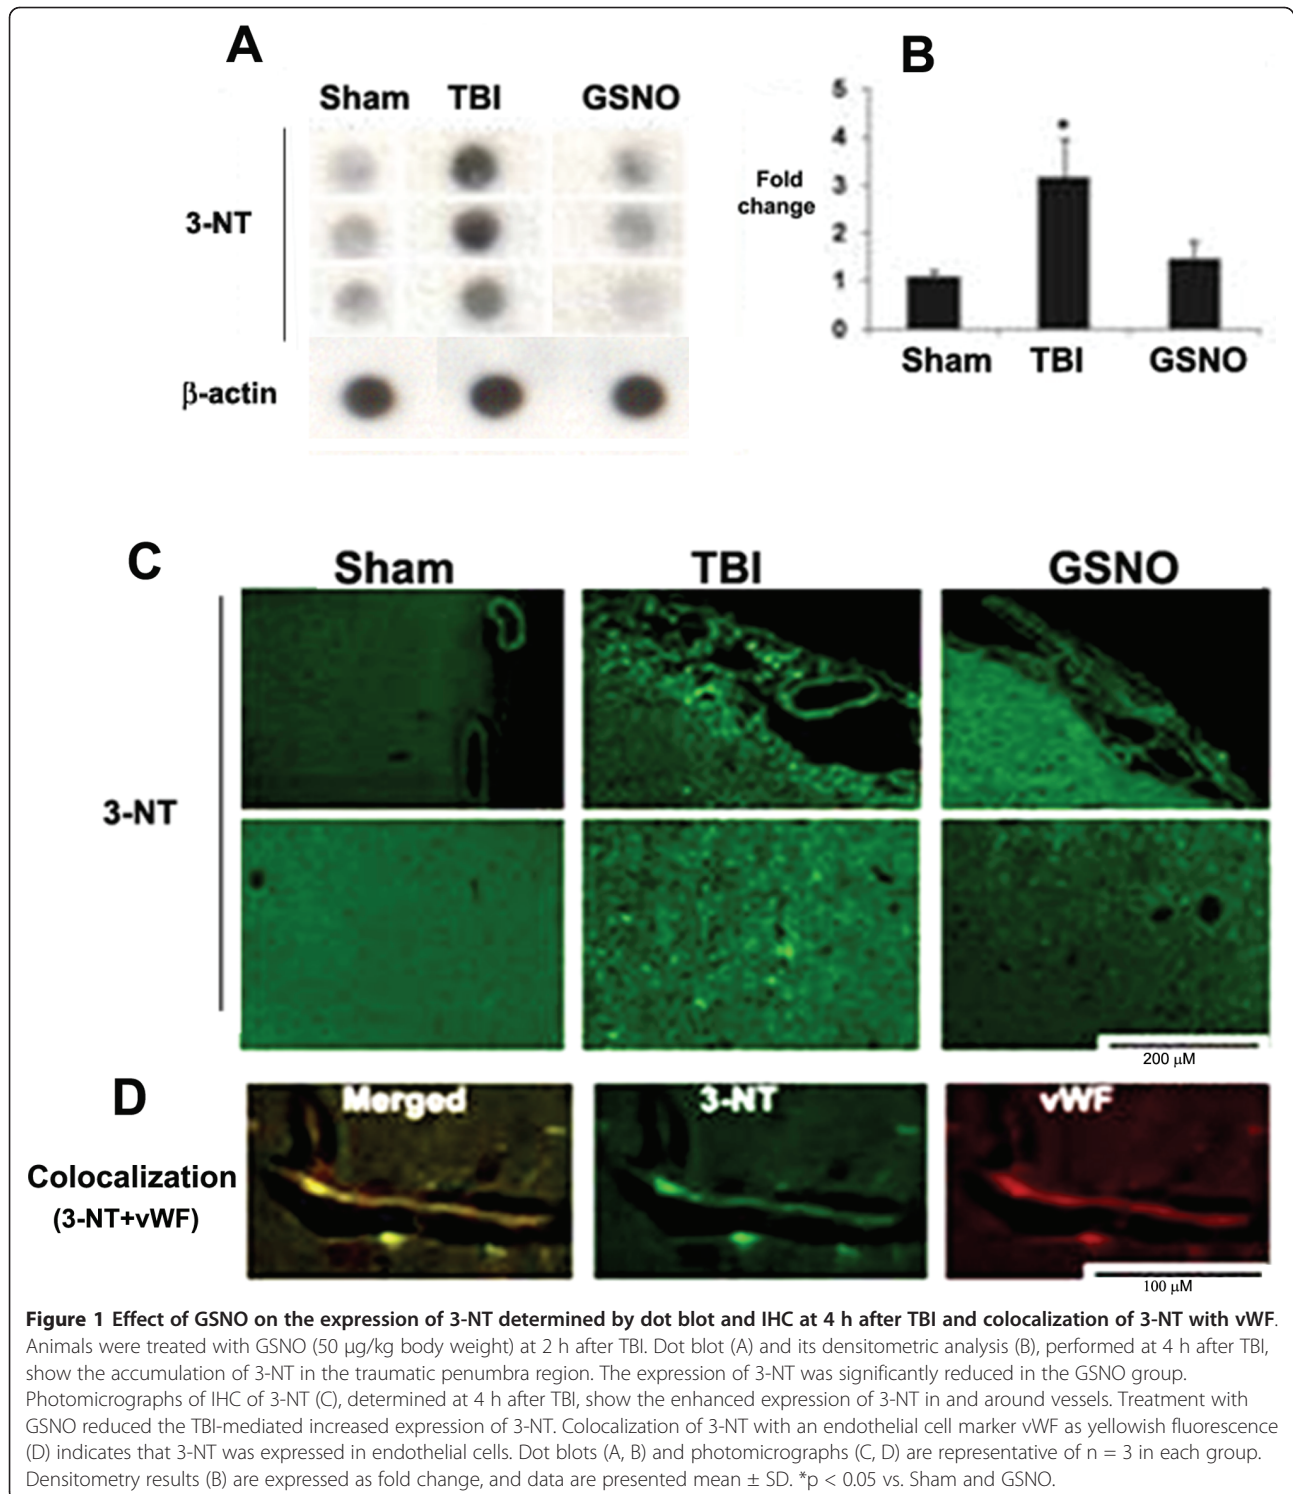 A
Sham TBI GSNO
3-NT
β-actin
B
5
4
3
2
1
0
Fold
change
•
Sham TBI GSNO
C
Sham TBI GSNO
3-NT
200 µM
D
Merged 3-NT vWF
Colocalization
(3-NT+vWF)
100 µM
Figure 1 Effect of GSNO on the expression of 3-NT determined by dot blot and IHC at 4 h after TBI and colocalization of 3-NT with vWF.
Animals were treated with GSNO (50 µg/kg body weight) at 2 h after TBI. Dot blot (A) and its densitometric analysis (B), performed at 4 h after TBI,
show the accumulation of 3-NT in the traumatic penumbra region. The expression of 3-NT was significantly reduced in the GSNO group.
Photomicrographs of IHC of 3-NT (C), determined at 4 h after TBI, show the enhanced expression of 3-NT in and around vessels. Treatment with
GSNO reduced the TBI-mediated increased expression of 3-NT. Colocalization of 3-NT with an endothelial cell marker vWF as yellowish fluorescence
(D) indicates that 3-NT was expressed in endothelial cells. Dot blots (A, B) and photomicrographs (C, D) are representative of n = 3 in each group.
Densitometry results (B) are expressed as fold change, and data are presented mean ± SD. *p < 0.05 vs. Sham and GSNO.